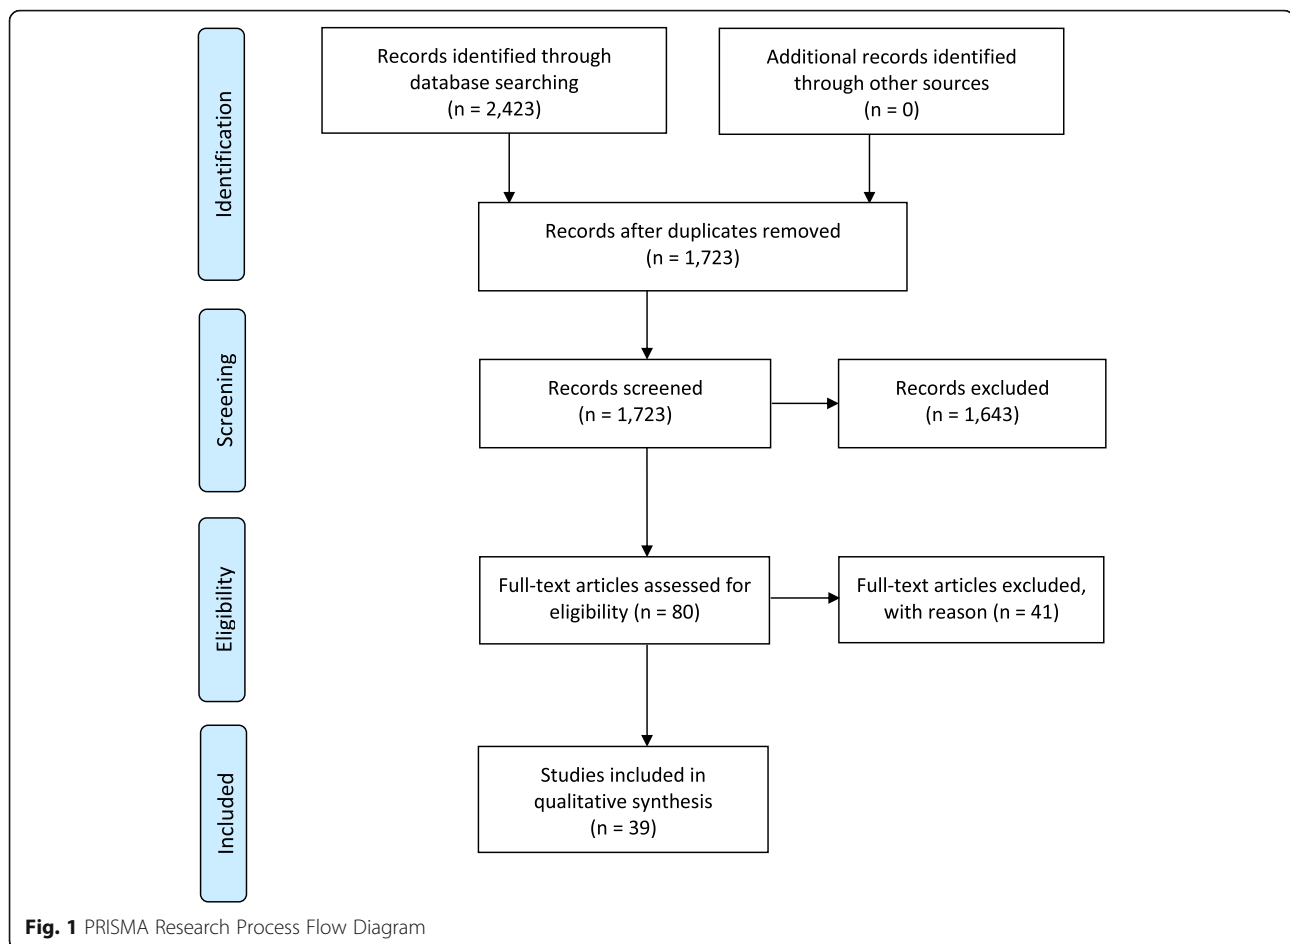 Identification
Records identified through
database searching
(n = 2,423)
Additional records identified
through other sources
(n = 0)
Records after duplicates removed
(n = 1,723)
Screening
Records screened
(n = 1,723)
Records excluded
(n = 1,643)
Eligibility
Full-text articles assessed for
eligibility (n = 80)
Full-text articles excluded,
with reason (n = 41)
Included
Studies included in
qualitative synthesis
(n = 39)
Fig. 1 PRISMA Research Process Flow Diagram